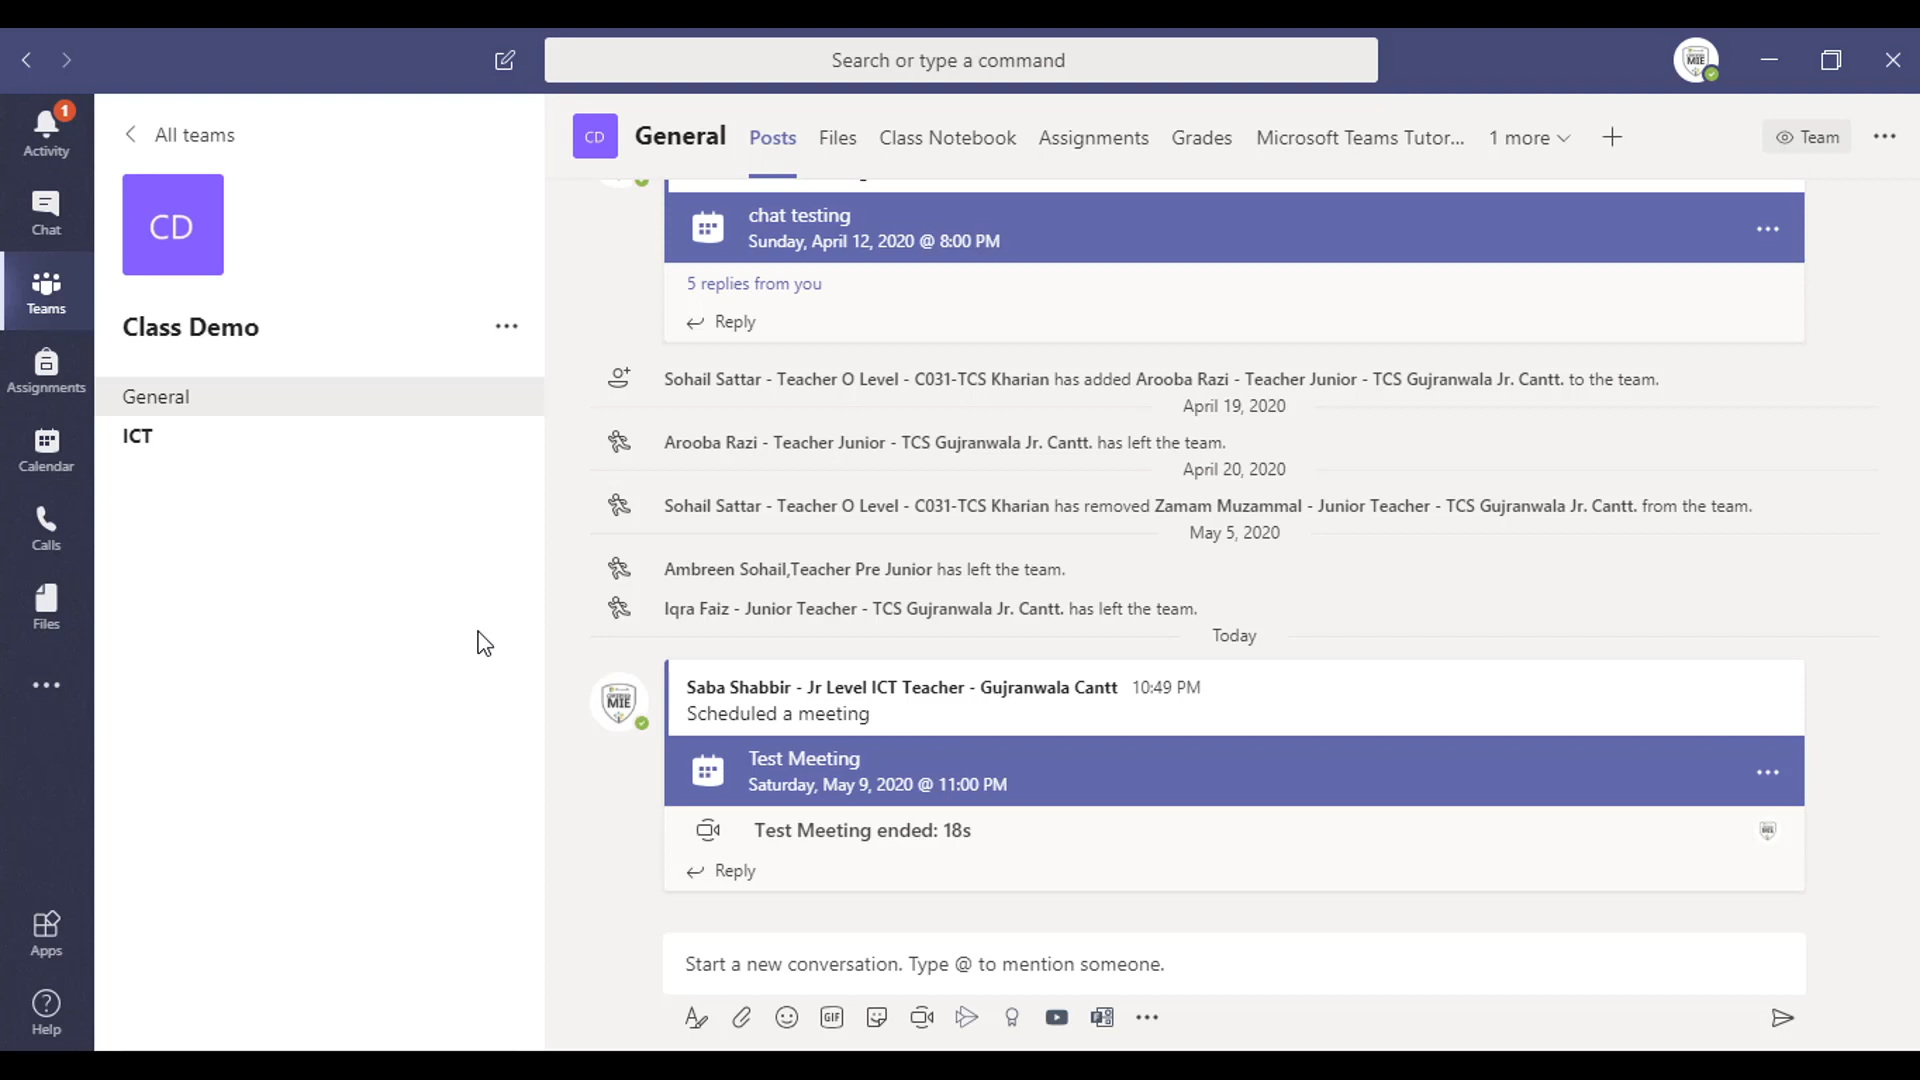 Search or type a command
MIE
1
Activity
Chat
Teams
Assignments
Calendar
Calls
Files
Apps
Help
All teams
CD
Class Demo
General
ICT
CD
General
Posts
Files
Class Notebook
Assignments
Grades
Microsoft Teams Tutor...
1 more
Team
chat testing
Sunday, April 12, 2020 @ 8:00 PM
5 replies from you
Reply
Sohail Sattar - Teacher O Level - C031-TCS Kharian has added Arooba Razi - Teacher Junior - TCS Gujranwala Jr. Cantt. to the team.
April 19, 2020
Arooba Razi - Teacher Junior - TCS Gujranwala Jr. Cantt. has left the team.
April 20, 2020
Sohail Sattar - Teacher O Level - C031-TCS Kharian has removed Zamam Muzammal - Junior Teacher - TCS Gujranwala Jr. Cantt. from the team.
May 5, 2020
Ambreen Sohail,Teacher Pre Junior has left the team.
Iqra Faiz - Junior Teacher - TCS Gujranwala Jr. Cantt. has left the team.
Today
MIE
Saba Shabbir - Jr Level ICT Teacher - Gujranwala Cantt 10:49 PM
Scheduled a meeting
Test Meeting
Saturday, May 9, 2020 @ 11:00 PM
Test Meeting ended: 18s
Reply
Start a new conversation. Type @ to mention someone.
GIF